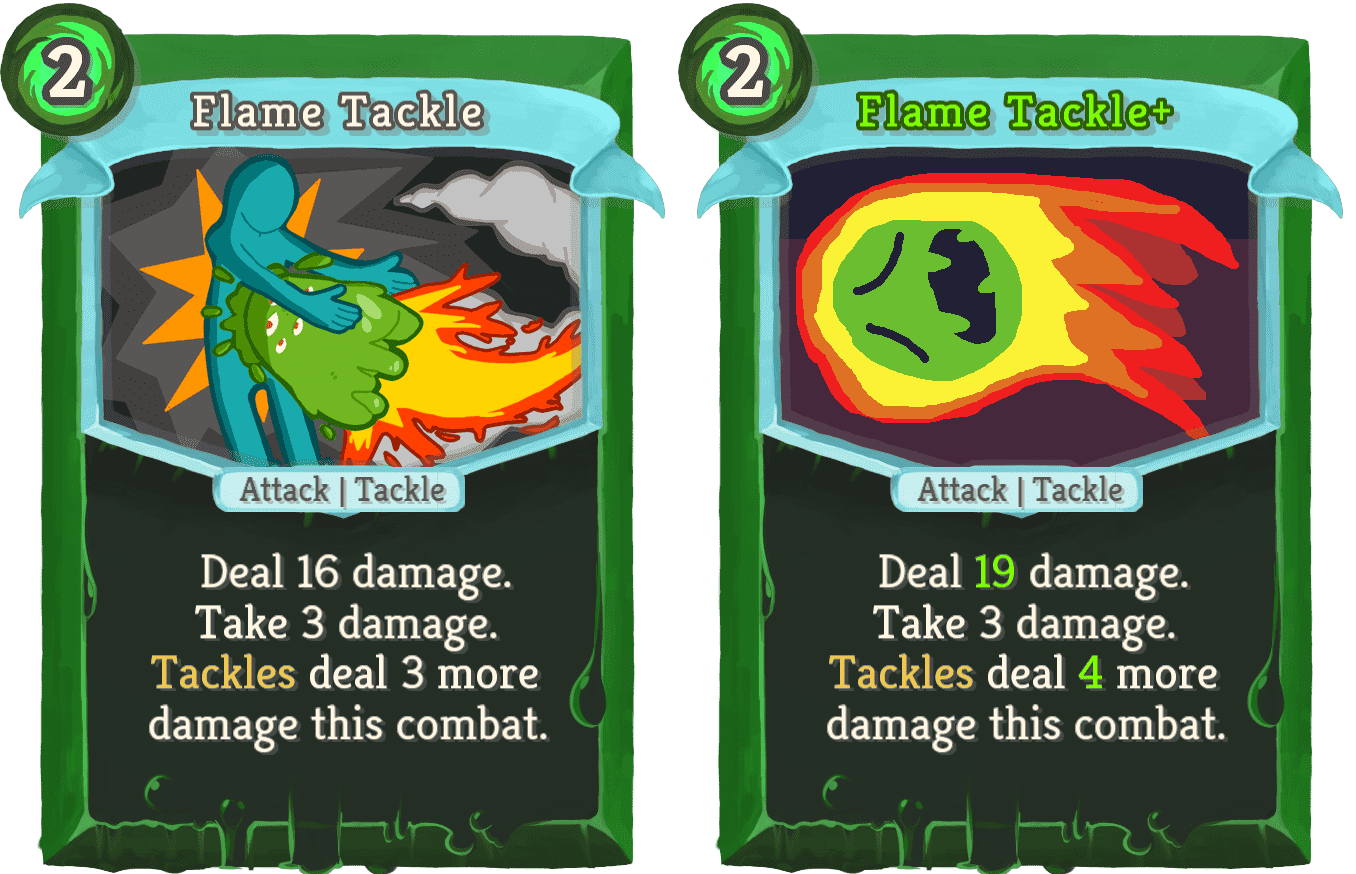 2
Flame Tackle
Attack | Tackle
Deal 16 damage.
Take 3 damage.
Tackles deal 3 more
damage this combat.
2
Flame Tackle+
Attack | Tackle
Deal 19 damage.
Take 3 damage.
Tackles deal 4 more
damage this combat.